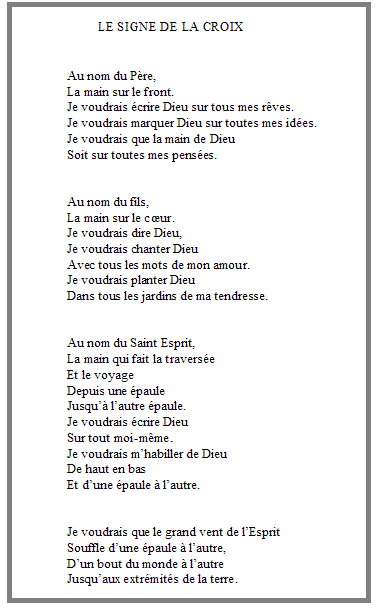 LE SIGNE DE LA CROIX
Au nom du Père,
La main sur le front.
Je voudrais écrire Dieu sur tous mes rêves.
Je voudrais marquer Dieu sur toutes mes idées.
Je voudrais que la main de Dieu
Soit sur toutes mes pensées.
Au nom du fils,
La main sur le cœur.
Je voudrais dire Dieu,
Je voudrais chanter Dieu
Avec tous les mots de mon amour.
Je voudrais planter Dieu
Dans tous les jardins de ma tendresse.
Au nom du Saint Esprit,
La main qui fait la traversée
Et le voyage
Depuis une épaule
Jusqu’à l’autre épaule.
Je voudrais écrire Dieu
Sur tout moi-même.
Je voudrais m’habiller de Dieu
De haut en bas
Et d’une épaule à l’autre.
Je voudrais que le grand vent de l’Esprit
Souffle d’une épaule à l’autre,
D’un bout du monde à l’autre
Jusqu’aux extrémités de la terre.